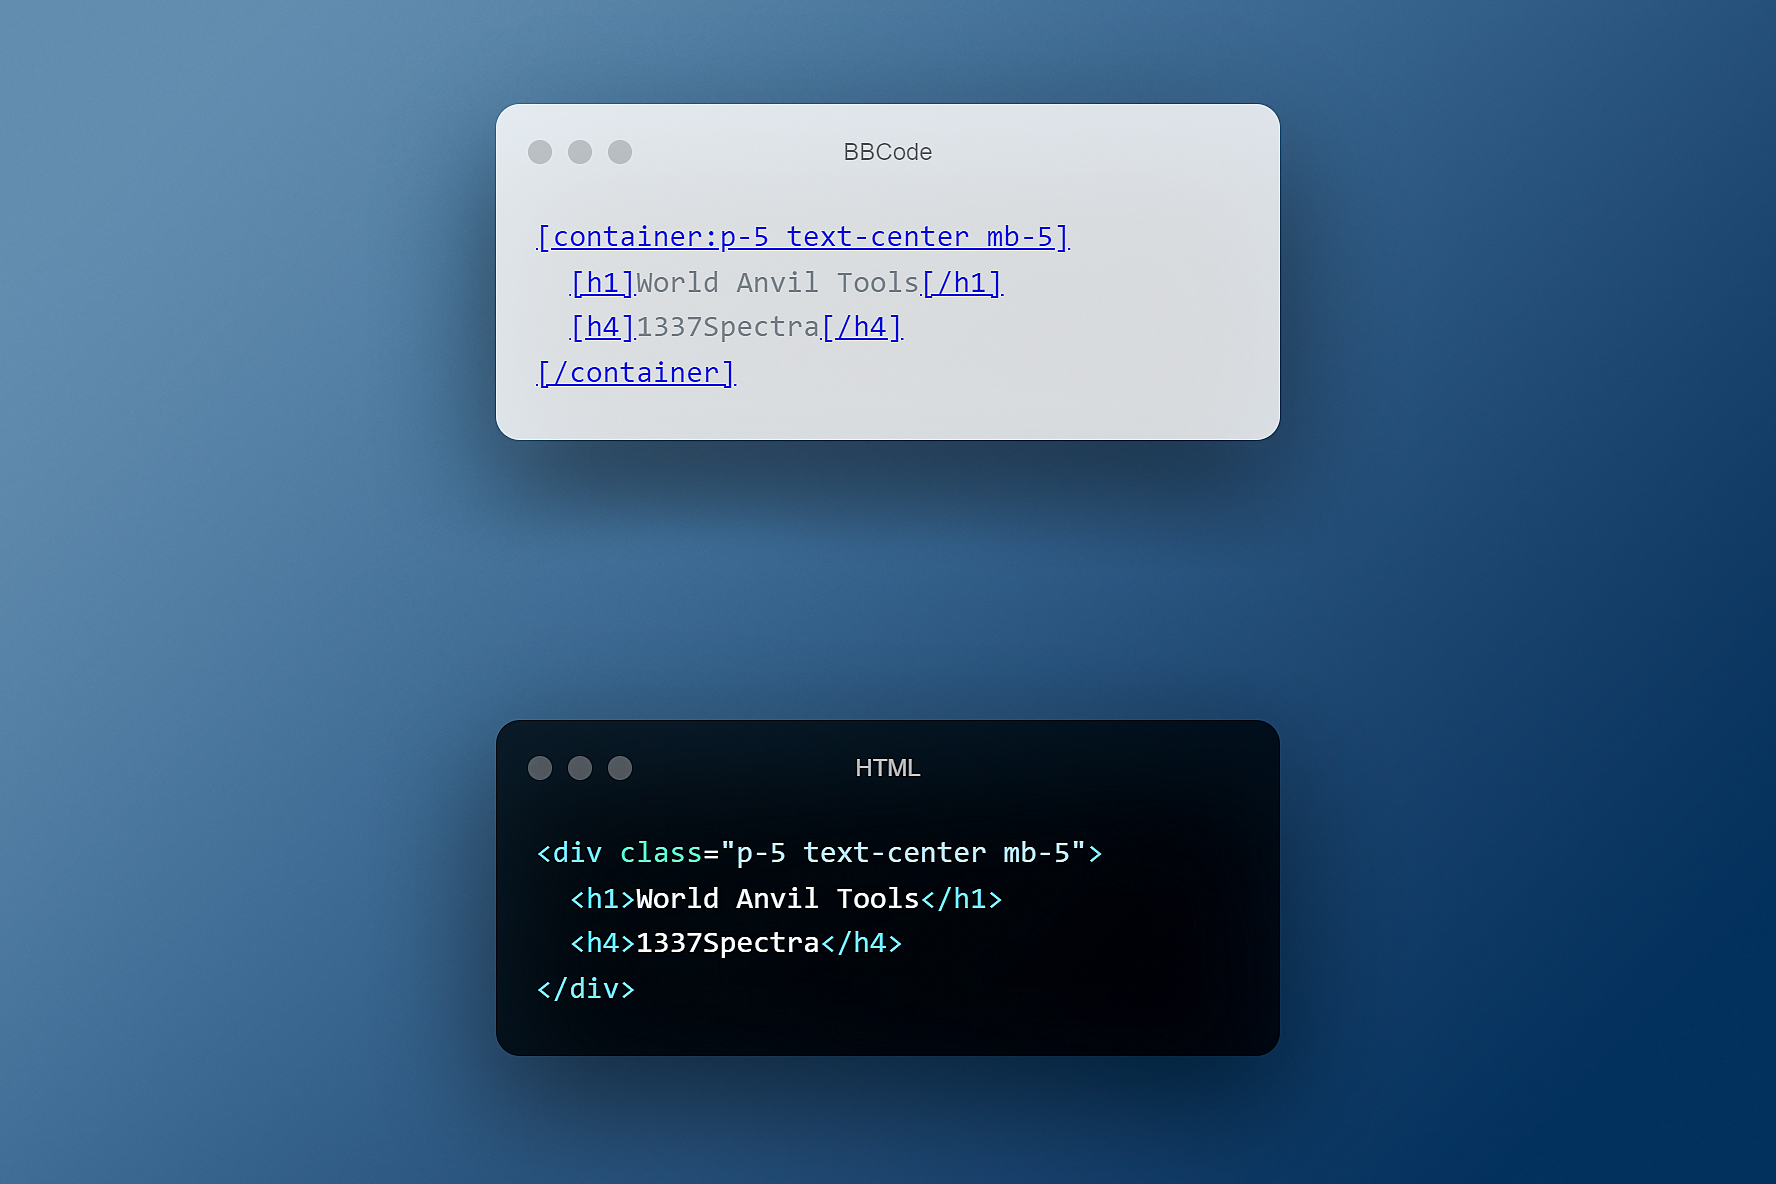 BBCode
[container:p-5 text-center mb-5]
[h1]World Anvil Tools[/h1]
[h4]1337Spectra[/h4]
[/container]
HTML
<div class="p-5 text-center mb-5">
<h1>World Anvil Tools</h1>
<h4>1337Spectra</h4>
</div>